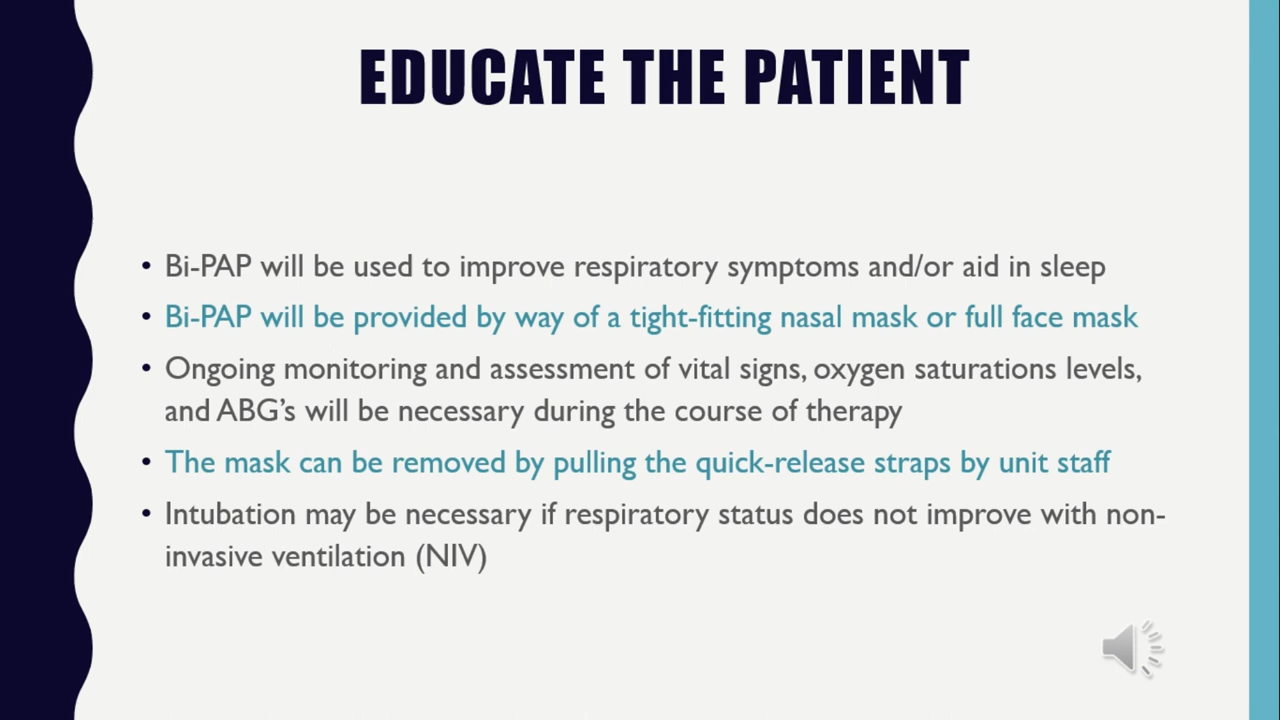 EDUCATE THE PATIENT
• Bi-PAP will be used to improve respiratory symptoms and/or aid in sleep
• Bi-PAP will be provided by way of a tight-fitting nasal mask or full face mask
• Ongoing monitoring and assessment of vital signs, oxygen saturations levels,
and ABG’s will be necessary during the course of therapy
• The mask can be removed by pulling the quick-release straps by unit staff
• Intubation may be necessary if respiratory status does not improve with non-
invasive ventilation (NIV)